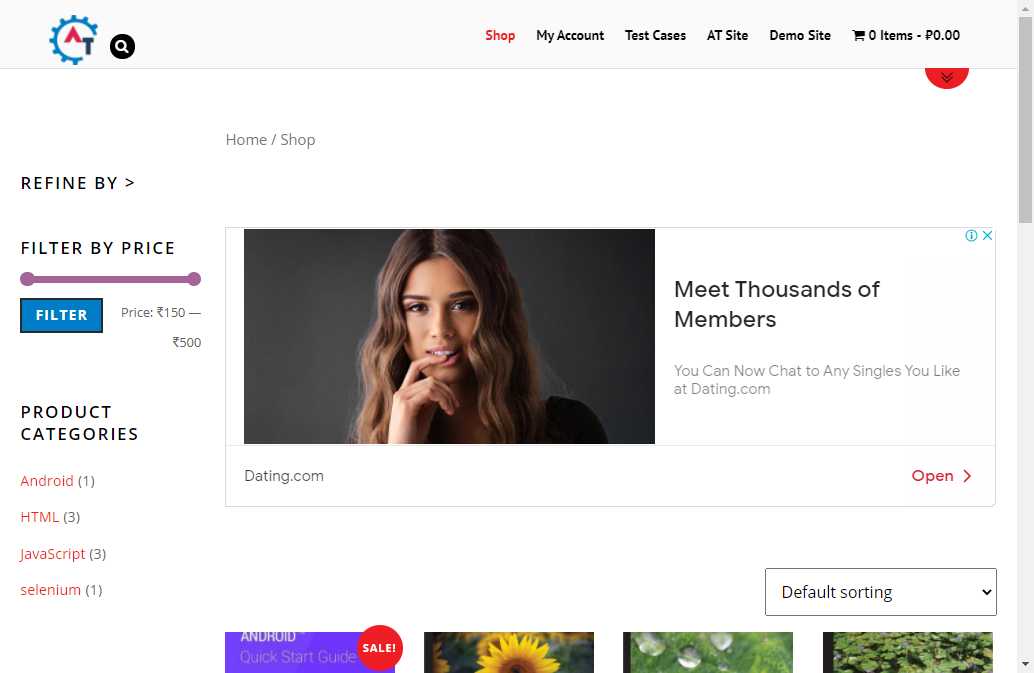 AT
Shop
My Account
Test Cases
AT Site
Demo Site
0 Items - ₽0.00
Home / Shop
REFINE BY >
FILTER BY PRICE
FILTER
Price: ₹150 —
₹500
PRODUCT
CATEGORIES
Android (1)
HTML (3)
JavaScript (3)
selenium (1)
Meet Thousands of
Members
You Can Now Chat to Any Singles You Like
at Dating.com
Dating.com
Open
Default sorting
ANDROID
Quick Start Guide
SALE!